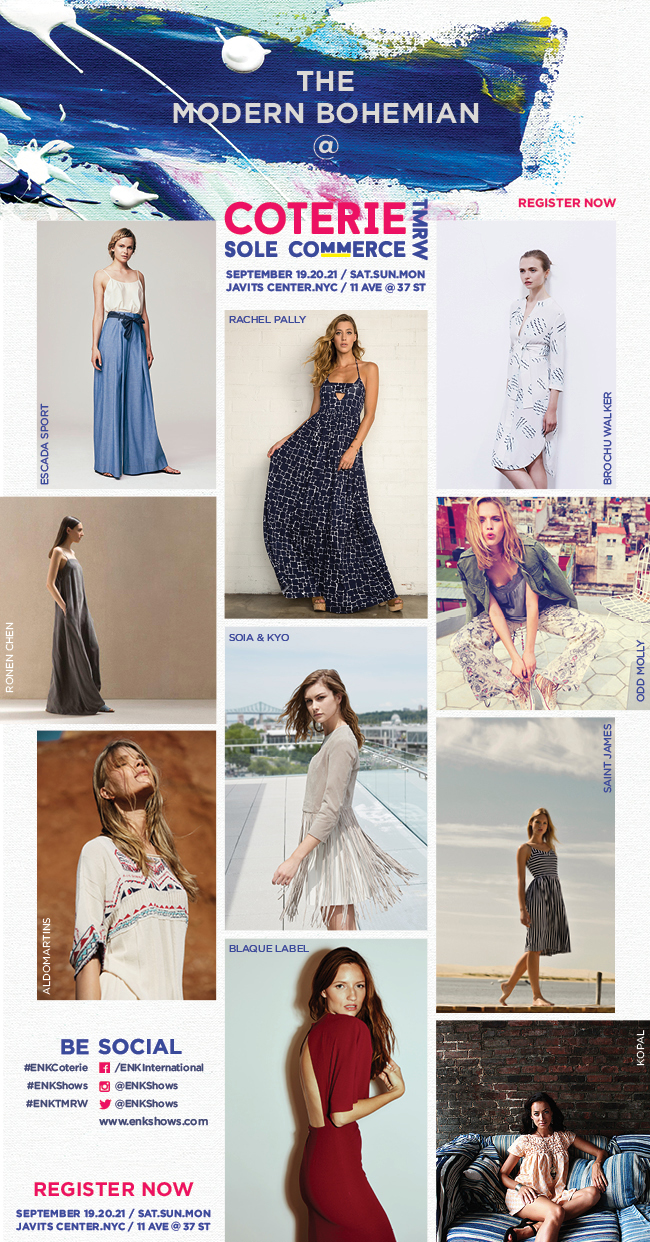 THE
MODERN BOHEMIAN
@
REGISTER NOW
COTERIE
TMRW
SOLE COMMERCE
SEPTEMBER 19.20.21 / SAT.SUN.MON
JAVITS CENTER.NYC / 11 AVE @ 37 ST
ESCADA SPORT
RACHEL PALLY
BROCHU WALKER
RONEN CHEN
SOIA & KYO
ODD MOLLY
ALDOMARTINS
SAINT JAMES
BLAQUE LABEL
KOPAL
BE SOCIAL
#ENKCoterie /ENKInternational
#ENKShows @ENKShows
#ENKTMRW @ENKShows
www.enkshows.com
REGISTER NOW
SEPTEMBER 19.20.21 / SAT.SUN.MON
JAVITS CENTER.NYC / 11 AVE @ 37 ST